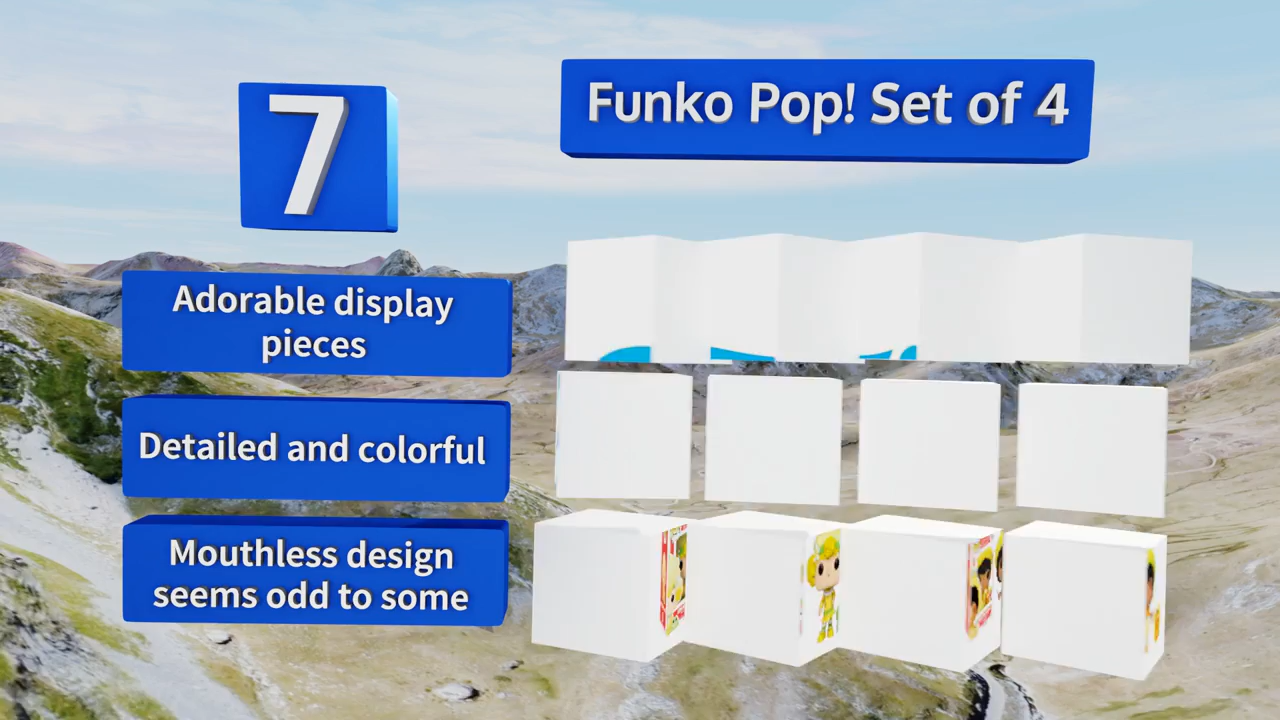 7
Funko Pop! Set of 4
Adorable display
pieces
Detailed and colorful
Mouthless design
seems odd to some